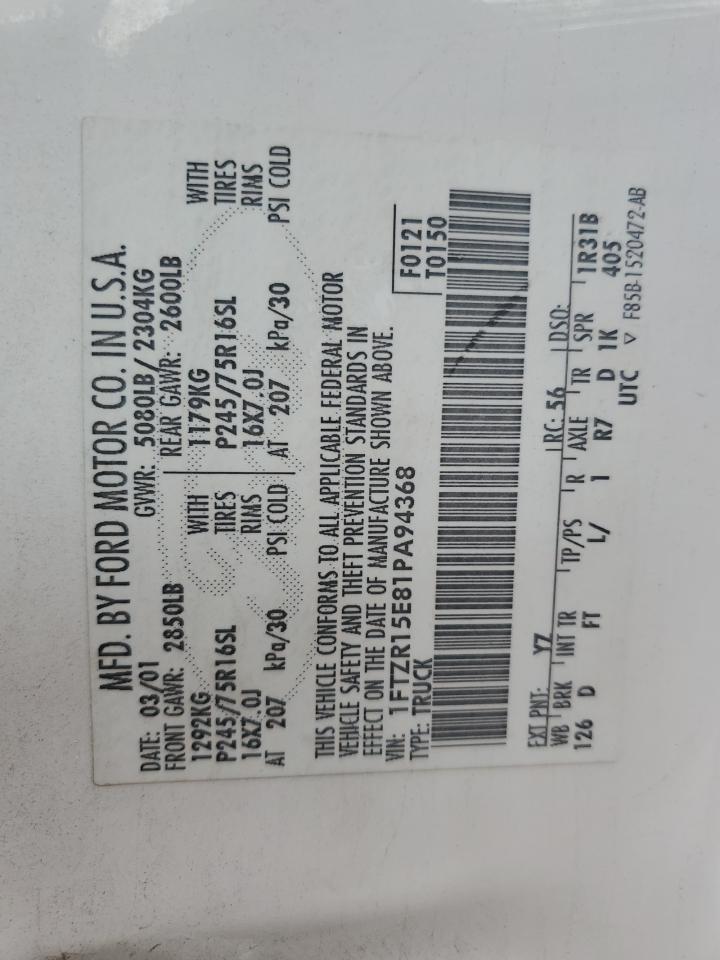 MFD. BY FORD MOTOR CO. IN U.S.A.
DATE: 03/01 GVWR: 5080LB/ 2304KG
FRONT GAWR: 2850LB REAR GAWR: 2600LB
1292KG WITH 1179KG WITH
P245/75R16SL TIRES P245/75R16SL TIRES
16X7.0J RIMS 16X7.0J RIMS
AT 207 kPa/30 PSI COLD AT 207 kPa/30 PSI COLD
THIS VEHICLE CONFORMS TO ALL APPLICABLE FEDERAL MOTOR
VEHICLE SAFETY AND THEFT PREVENTION STANDARDS IN
EFFECT ON THE DATE OF MANUFACTURE SHOWN ABOVE.
VIN: 1FTZR15E81PA94368 F0121
TYPE: TRUCK T0150
EXT PNT: YZ RC: 56 DSO:
WB BRK INT TR TP/PS R AXLE TR SPR
126 D FT L/ 1 R7 D 1K 1R31B
405
UTC ▽ F85B-1520472-AB